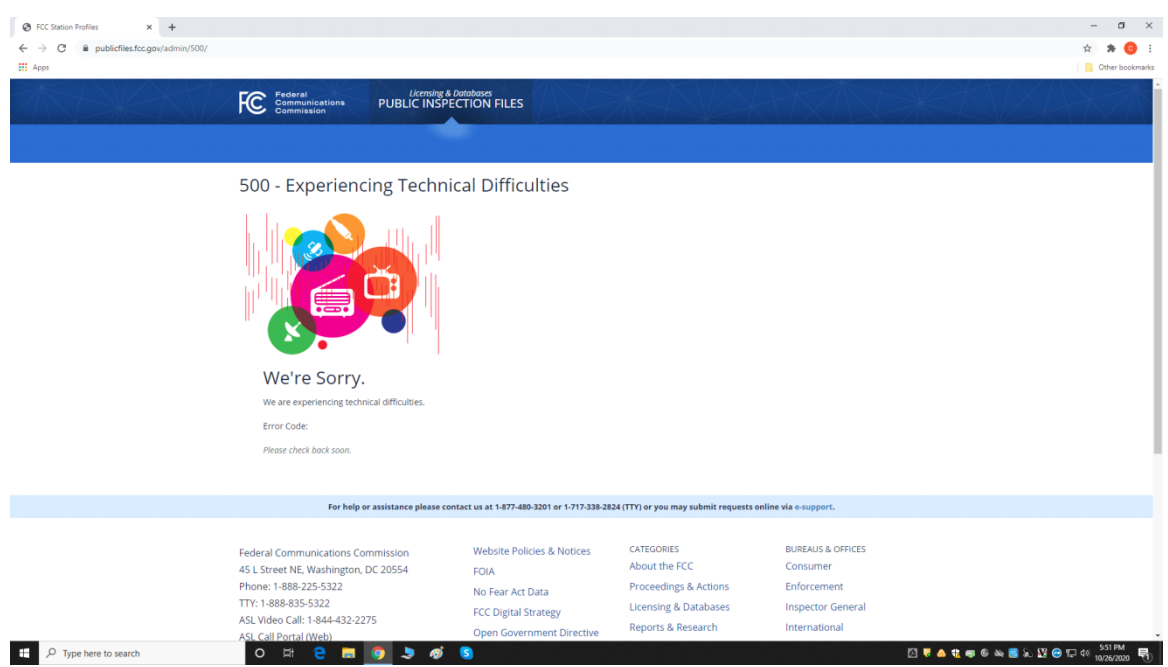 FCC Station Profiles
publicfiles.fcc.gov/admin/500/
Apps
Other bookmarks
FCC
Federal
Communications
Commission
Licensing & Databases
PUBLIC INSPECTION FILES
500 - Experiencing Technical Difficulties
We're Sorry.
We are experiencing technical difficulties.
Error Code:
Please check back soon.
For help or assistance please contact us at 1-877-480-3201 or 1-717-338-2824 (TTY) or you may submit requests online via e-support.
Federal Communications Commission
45 L Street NE, Washington, DC 20554
Phone: 1-888-225-5322
TTY: 1-888-835-5322
ASL Video Call: 1-844-432-2275
ASL Call Portal (Web)
Website Policies & Notices
FOIA
No Fear Act Data
FCC Digital Strategy
Open Government Directive
CATEGORIES
About the FCC
Proceedings & Actions
Licensing & Databases
Reports & Research
BUREAUS & OFFICES
Consumer
Enforcement
Inspector General
International
Type here to search
5:51 PM
10/26/2020